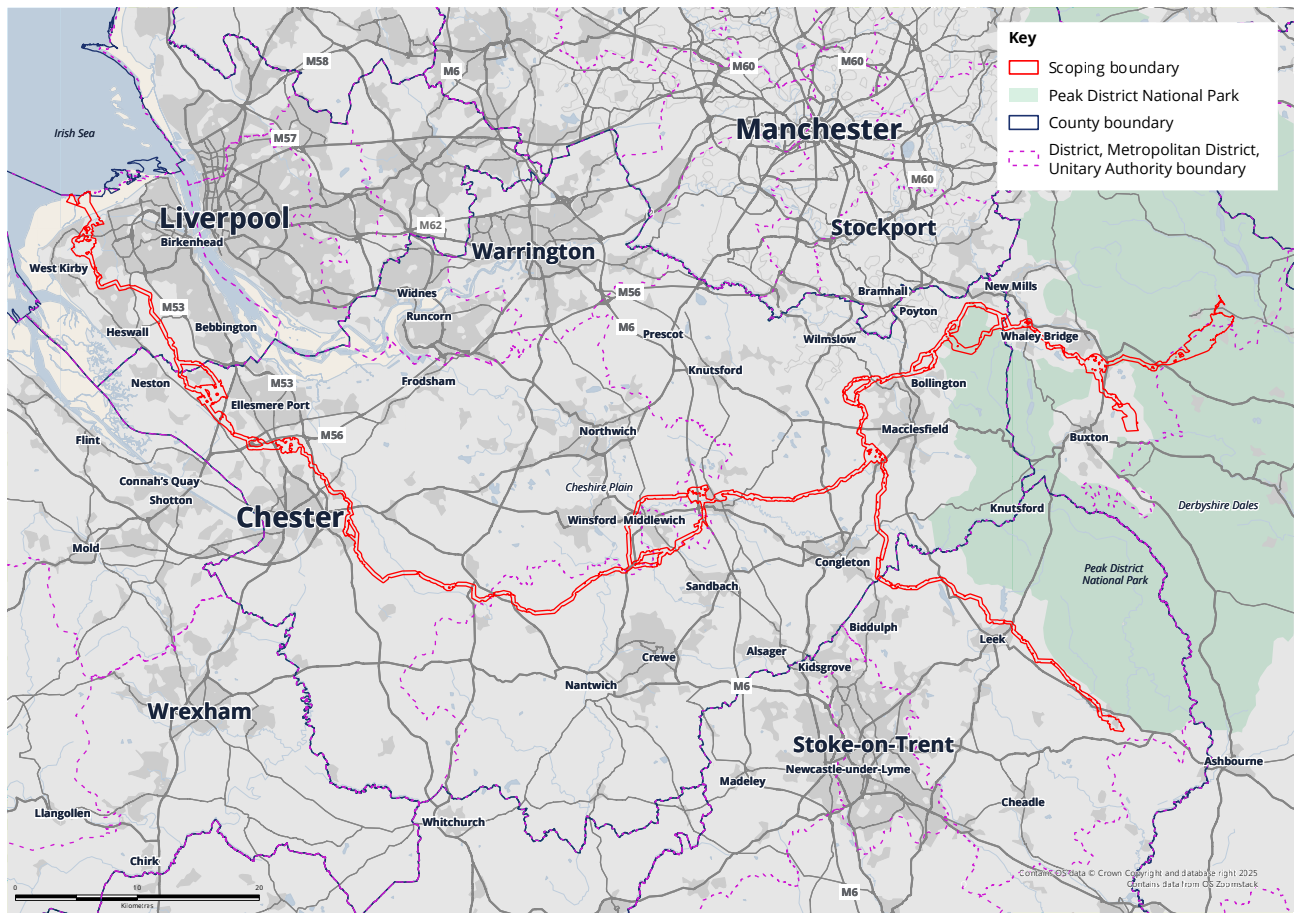 Key
Scoping boundary
Peak District National Park
County boundary
District, Metropolitan District,
Unitary Authority boundary
M58
M6
M60
M60
Irish Sea
Manchester
M57
M60
Liverpool
M62
Stockport
Birkenhead
Warrington
West Kirby
New Mills
Widnes
M56
Bramhall
M53
Runcorn
Poyton
Heswall
Bebbington
M6
Prescot
Wilmslow
Whaley Bridge
Neston
M53
Frodsham
Knutsford
Bollington
Ellesmere Port
Flint
M56
Northwich
Macclesfield
Buxton
Connah's Quay
Shotton
Cheshire Plain
Chester
Winsford
Middlewich
Knutsford
Derbyshire Dales
Mold
Congleton
Peak District
National Park
Sandbach
Biddulph
Leek
Crewe
Alsager
Kidsgrove
Nantwich
M6
Wrexham
Stoke-on-Trent
Newcastle-under-Lyme
Ashbourne
Madeley
Cheadle
Llangollen
Whitchurch
Chirk
Contains OS data © Crown Copyright and database right 2025
Contains data from OS Zoomstack
M6
0
10
20
Kilometres